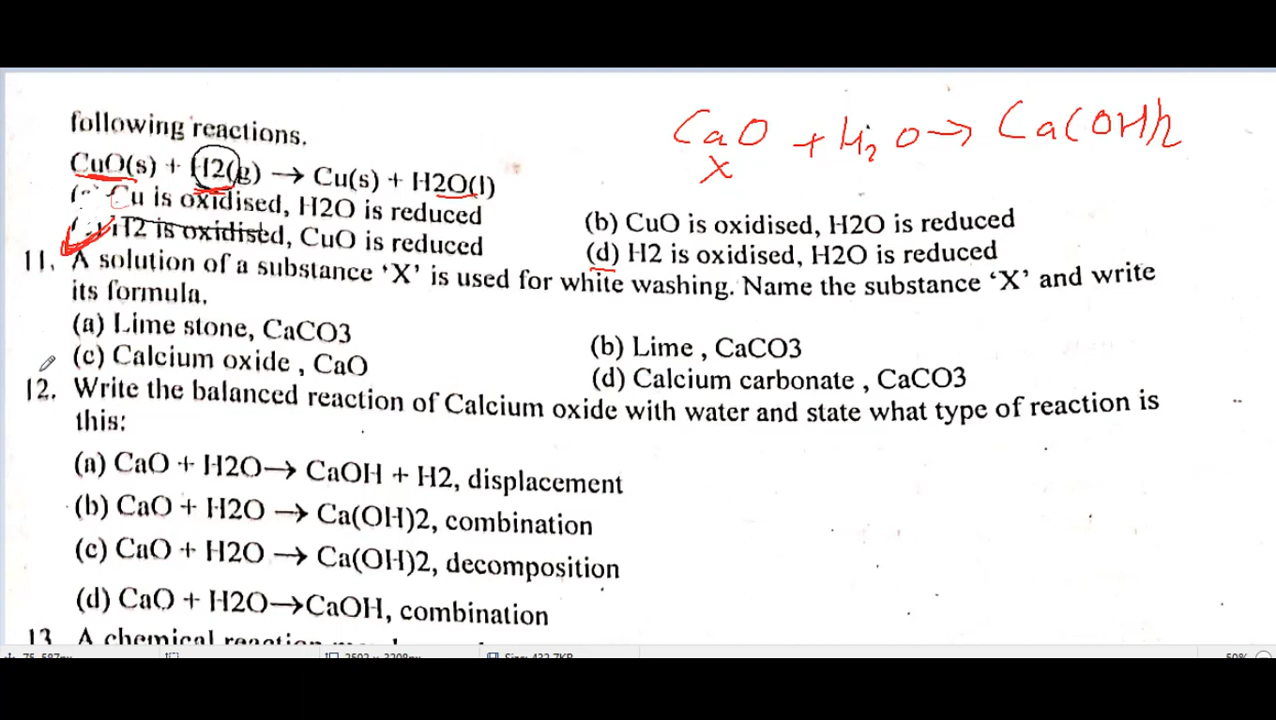 following reactions.
CaO + H2O → Ca(OH)2
X
CuO(s) + H2(g) → Cu(s) + H2O(l)
Cu is oxidised, H2O is reduced
(b) CuO is oxidised, H2O is reduced
H2 is oxidised, CuO is reduced
(d) H2 is oxidised, H2O is reduced
11. A solution of a substance ‘X’ is used for white washing. Name the substance ‘X’ and write
its formula.
(a) Lime stone, CaCO3
(b) Lime , CaCO3
(c) Calcium oxide , CaO
(d) Calcium carbonate , CaCO3
12. Write the balanced reaction of Calcium oxide with water and state what type of reaction is
this:
(a) CaO + H2O→ CaOH + H2, displacement
(b) CaO + H2O → Ca(OH)2, combination
(c) CaO + H2O → Ca(OH)2, decomposition
(d) CaO + H2O→CaOH, combination
13. A chemical reaction